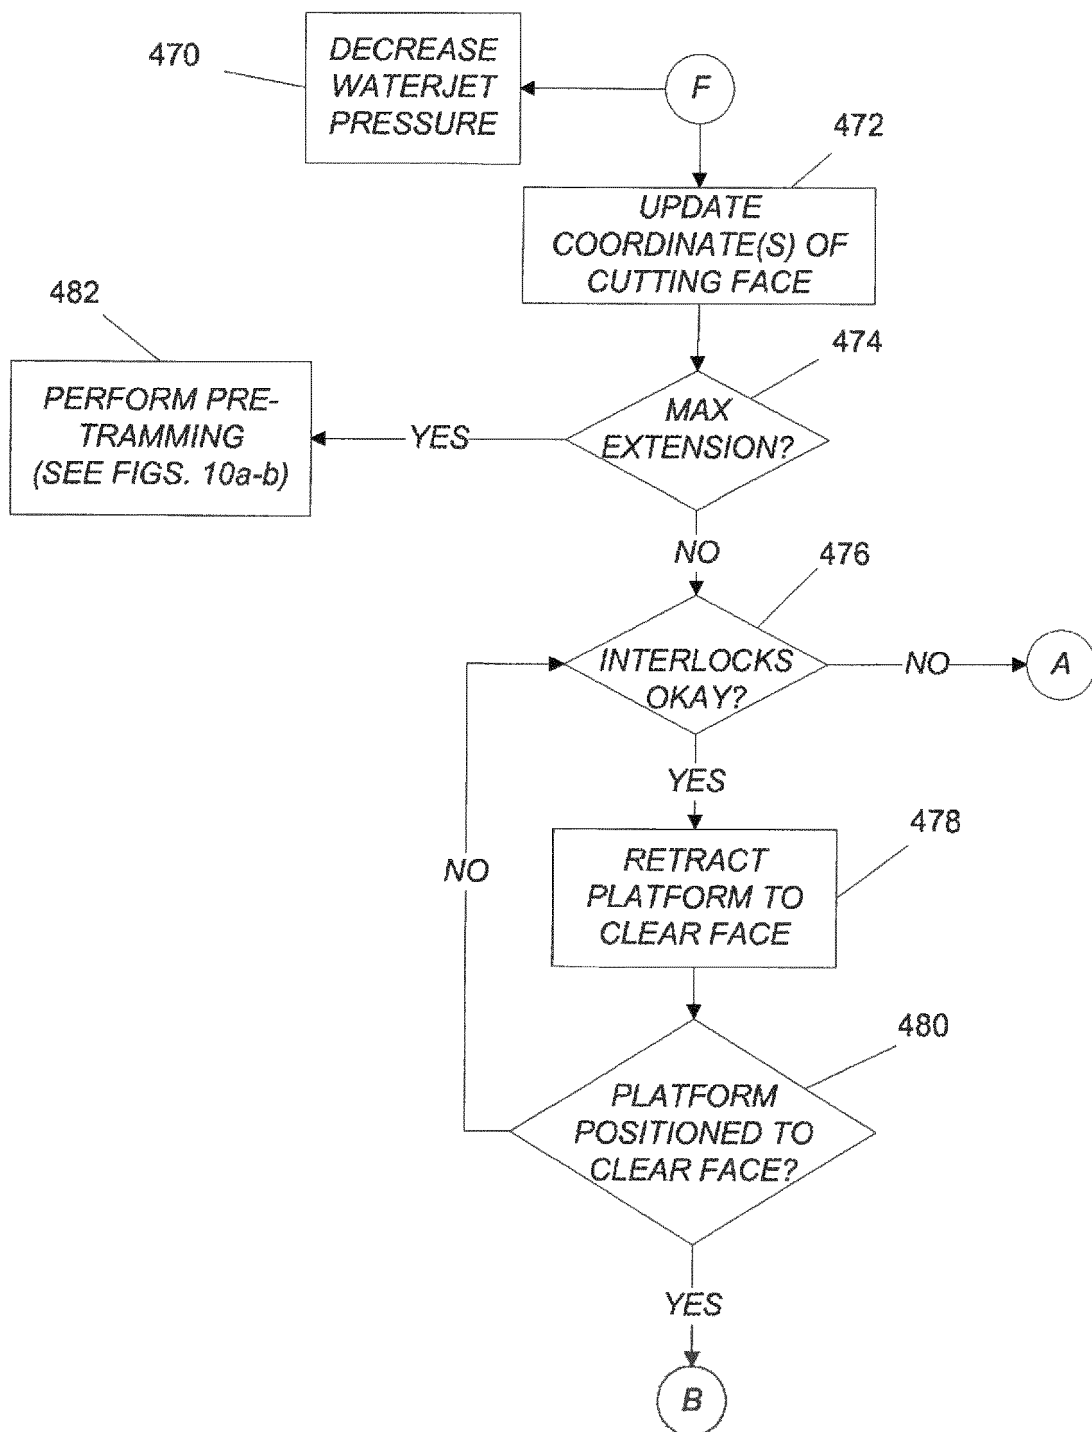 470
DECREASE
WATERJET
PRESSURE
F
472
UPDATE
COORDINATE(S) OF
CUTTING FACE
482
PERFORM PRE-
TRAMMING
(SEE FIGS. 10a-b)
YES
474
MAX
EXTENSION?
NO
476
INTERLOCKS
OKAY?
NO
A
YES
478
RETRACT
PLATFORM TO
CLEAR FACE
NO
480
PLATFORM
POSITIONED TO
CLEAR FACE?
YES
B